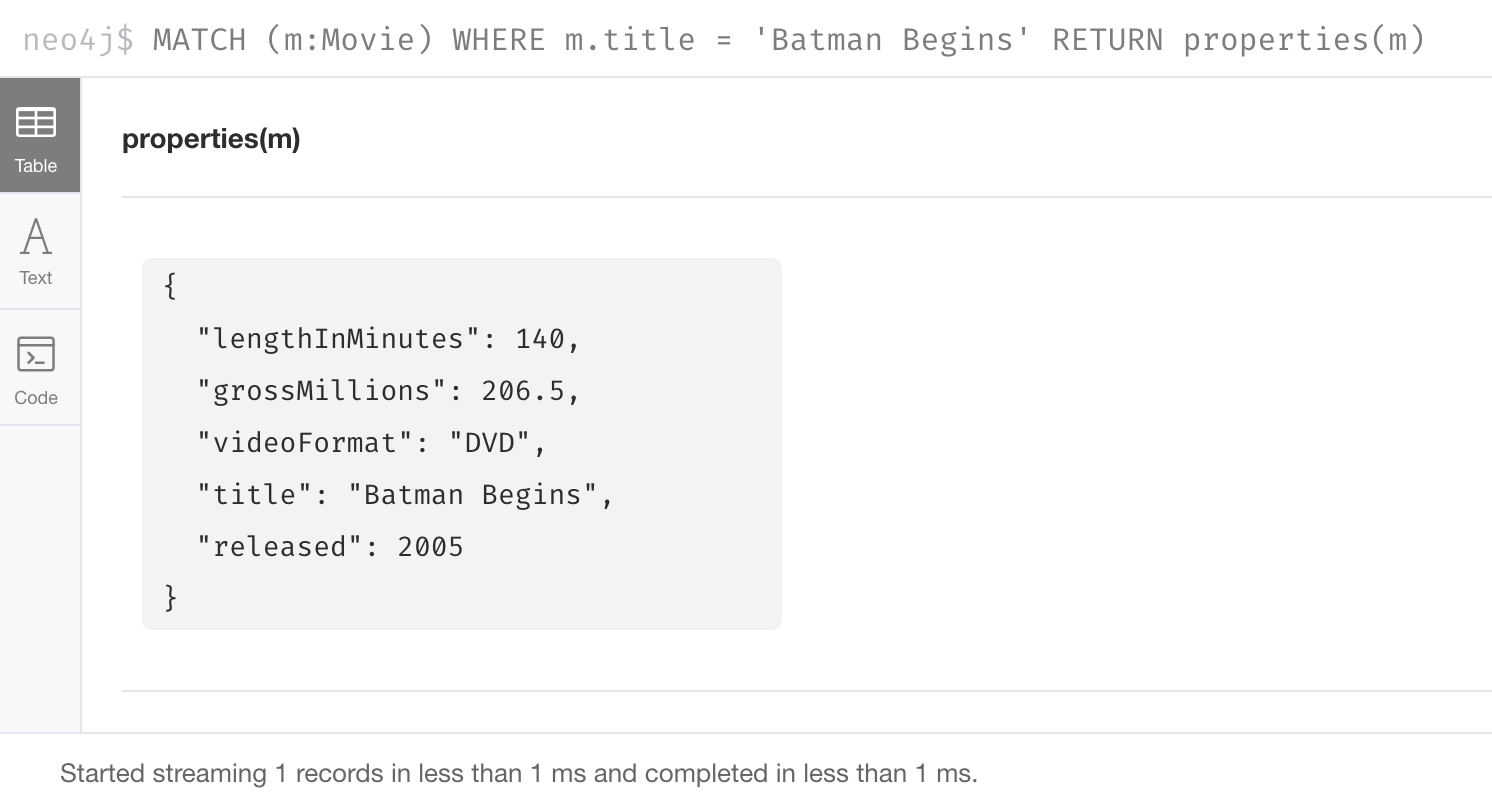 neo4j$ MATCH (m:Movie) WHERE m.title = 'Batman Begins' RETURN properties(m)
Table
Text
Code
properties(m)
{
"lengthInMinutes": 140,
"grossMillions": 206.5,
"videoFormat": "DVD",
"title": "Batman Begins",
"released": 2005
}
Started streaming 1 records in less than 1 ms and completed in less than 1 ms.